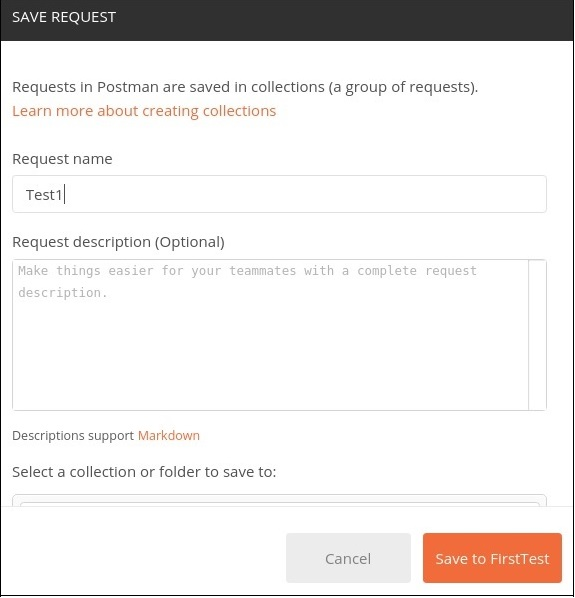 SAVE REQUEST
Requests in Postman are saved in collections (a group of requests).
Learn more about creating collections
Request name
Test1
Request description (Optional)
Make things easier for your teammates with a complete request
description.
Descriptions support Markdown
Select a collection or folder to save to:
Cancel
Save to FirstTest